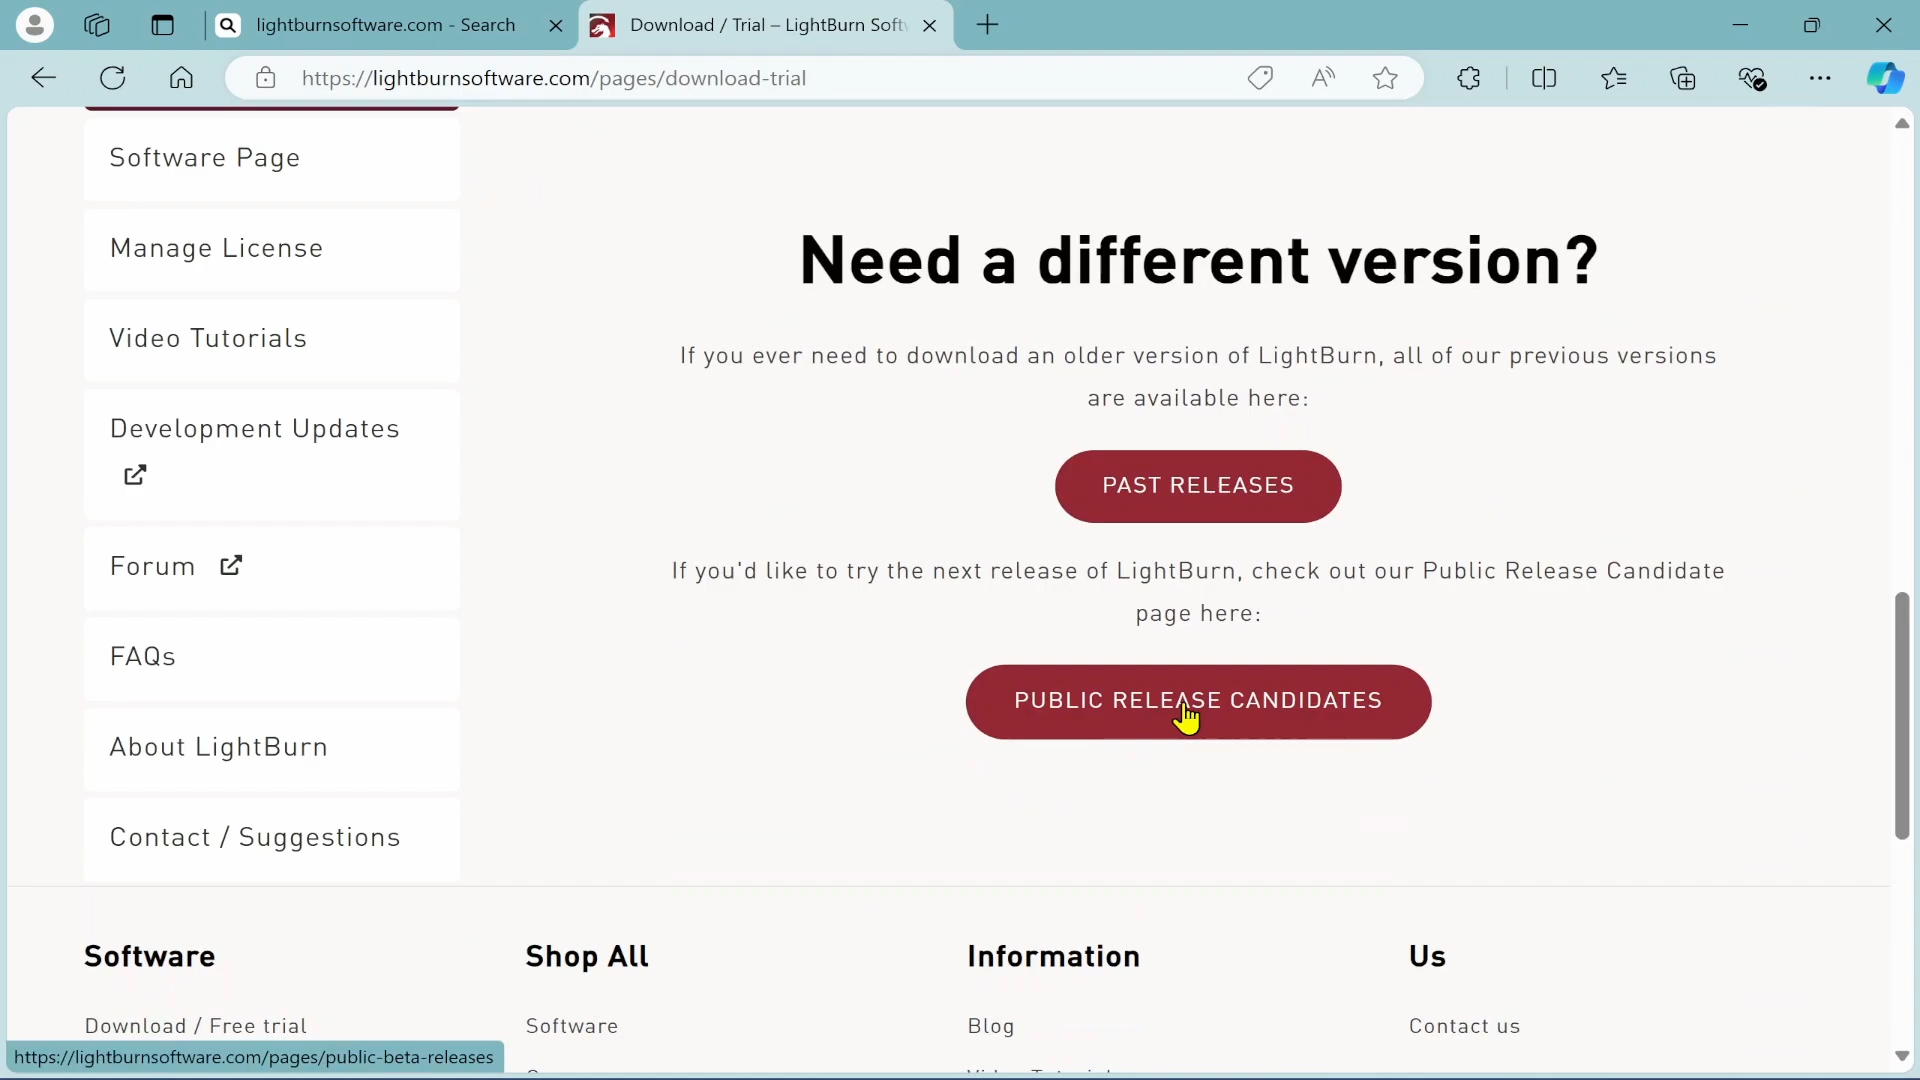 lightburnsoftware.com - Search
Download / Trial – LightBurn Soft
https://lightburnsoftware.com/pages/download-trial
Software Page
Manage License
Video Tutorials
Development Updates
Forum
FAQs
About LightBurn
Contact / Suggestions
Need a different version?
If you ever need to download an older version of LightBurn, all of our previous versions
are available here:
PAST RELEASES
If you'd like to try the next release of LightBurn, check out our Public Release Candidate
page here:
PUBLIC RELEASE CANDIDATES
Software
Download / Free trial
Shop All
Software
Information
Blog
Us
Contact us
https://lightburnsoftware.com/pages/public-beta-releases